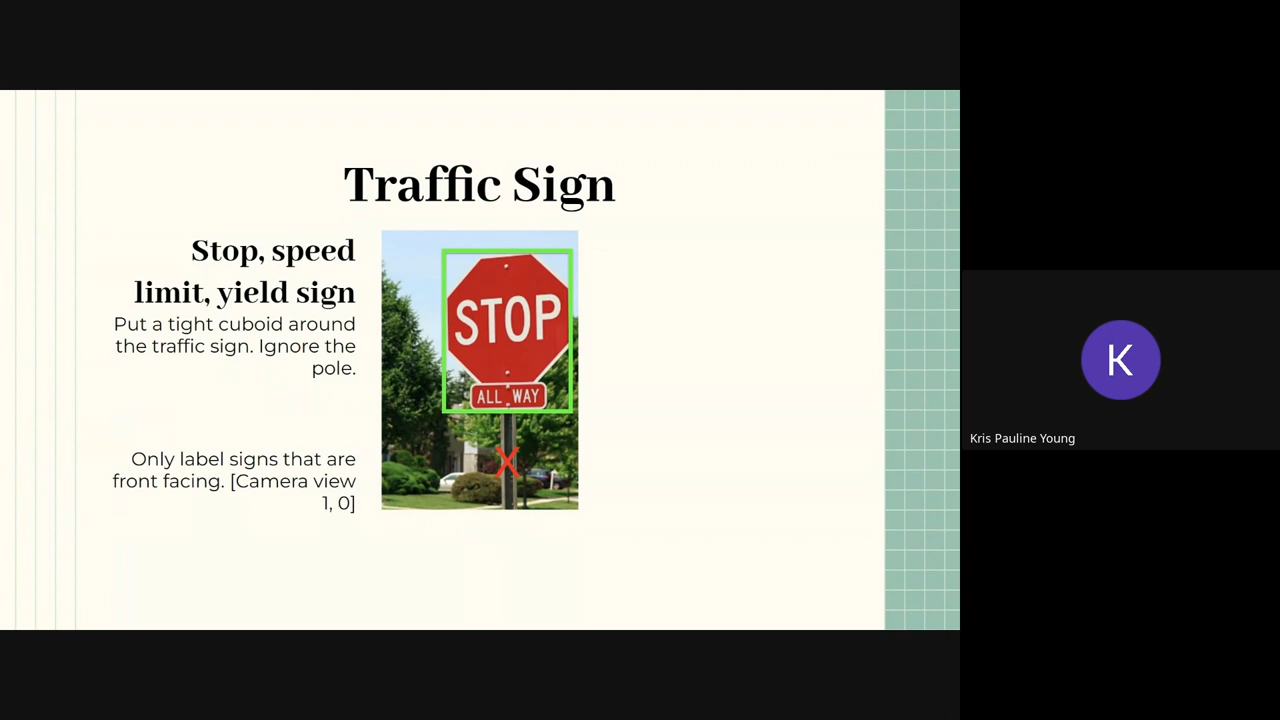 Traffic Sign
Stop, speed
limit, yield sign
Put a tight cuboid around
the traffic sign. Ignore the
pole.
Only label signs that are
front facing. [Camera view
1, 0]
STOP
ALL WAY
X
K
Kris Pauline Young